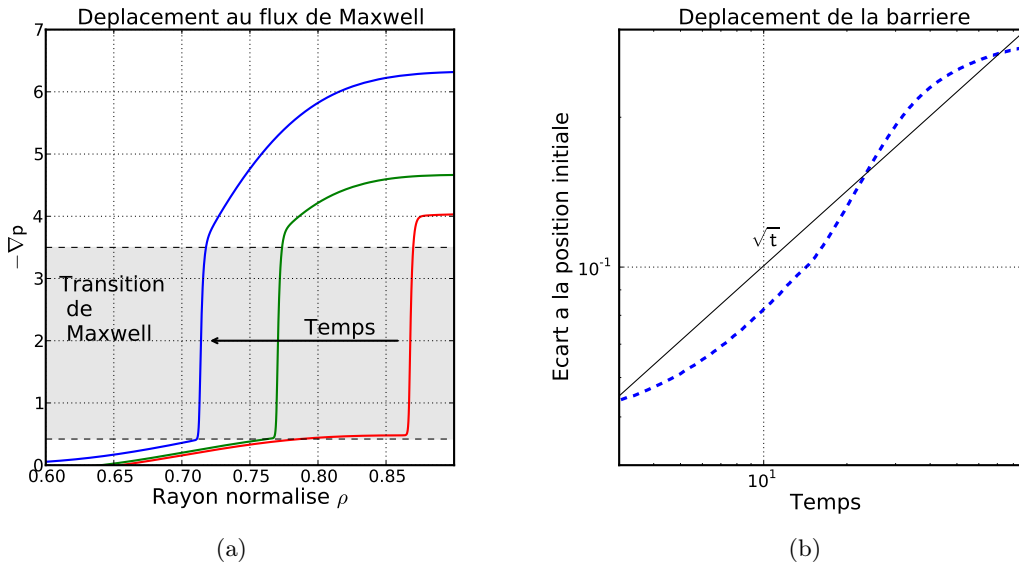 Deplacement au flux de Maxwell
7
6
5
4
3
2
1
0
−∇p
Transition
de
Maxwell
Temps
0.60
0.65
0.70
0.75
0.80
0.85
0.90
Rayon normalise ρ
(a)
Deplacement de la barriere
Ecart a la position initiale
10⁻¹
√t
10¹
Temps
(b)